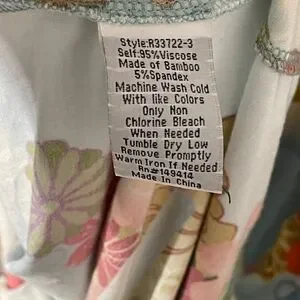 Style:R33722-3
Self:95%Viscose
Made of Bamboo
5%Spandex
Machine Wash Cold
With like Colors
Only Non
Chlorine Bleach
When Needed
Tumble Dry Low
Remove Promptly
Warm Iron If Needed
Rn#149414
Made In China